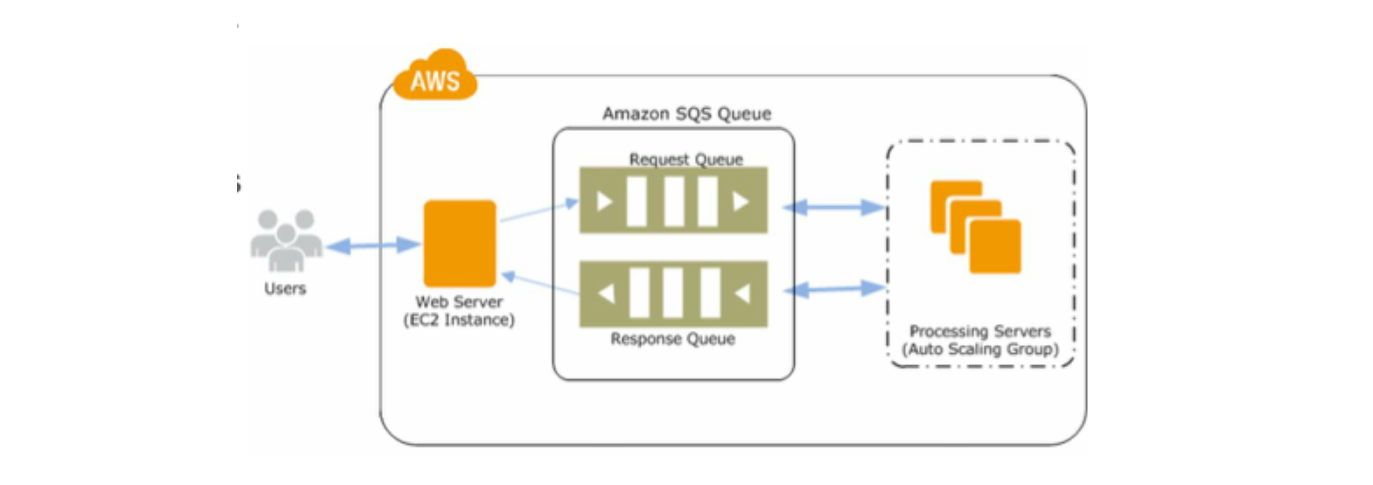 AWS
Amazon SQS Queue
Request Queue
s
Users
Web Server
(EC2 Instance)
Response Queue
Processing Servers
(Auto Scaling Group)